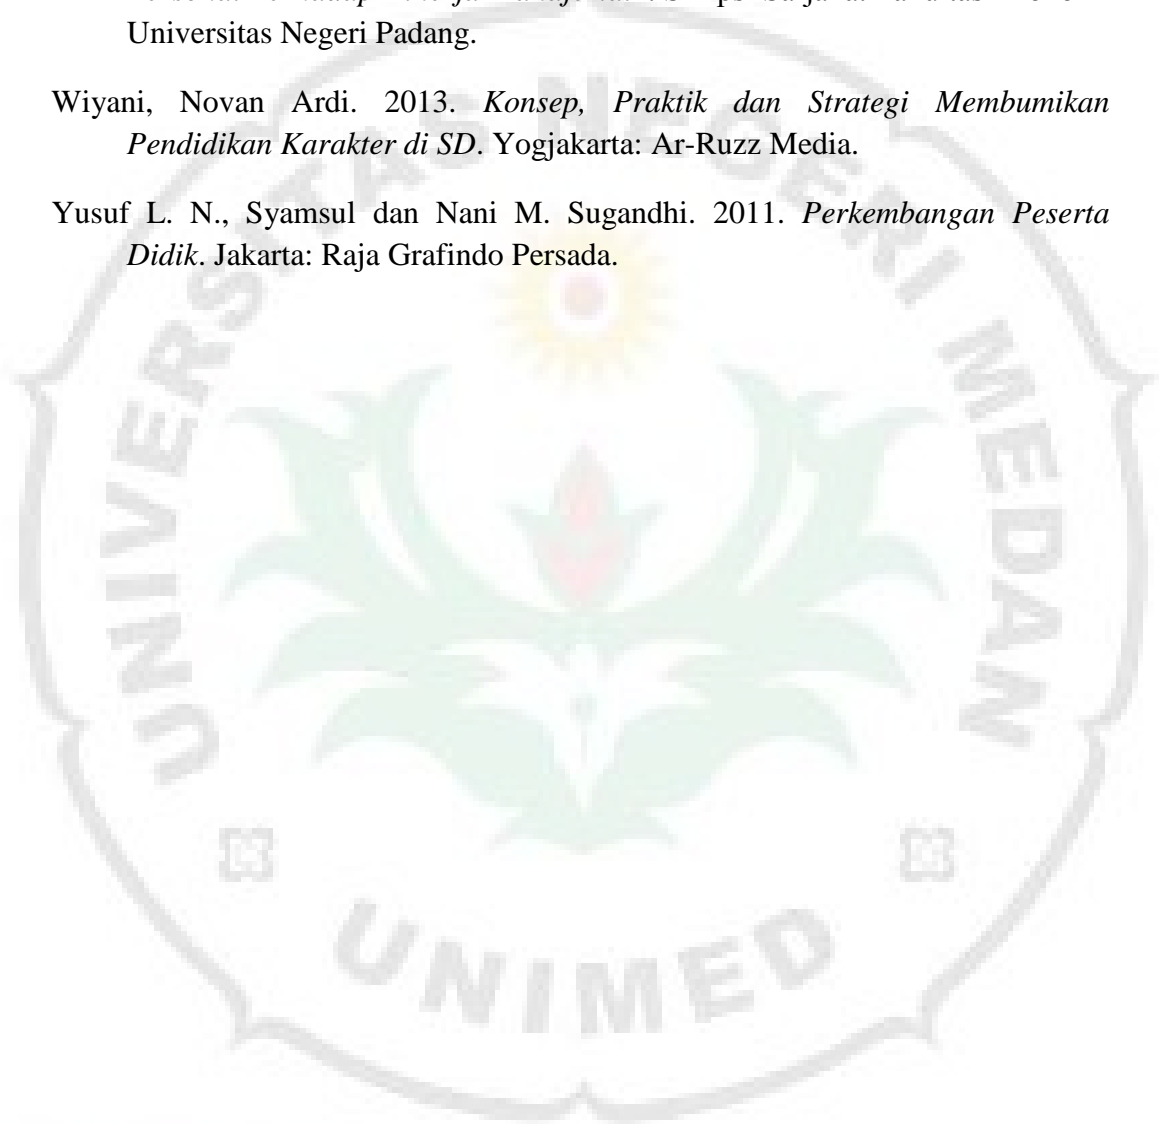 Universitas Negeri Padang.
Wiyani, Novan Ardi. 2013. Konsep, Praktik dan Strategi Membumikan
Pendidikan Karakter di SD. Yogjakarta: Ar-Ruzz Media.
Yusuf L. N., Syamsul dan Nani M. Sugandhi. 2011. Perkembangan Peserta
Didik. Jakarta: Raja Grafindo Persada.
UNIVERSITAS NEGERI MEDAN
UNIMED